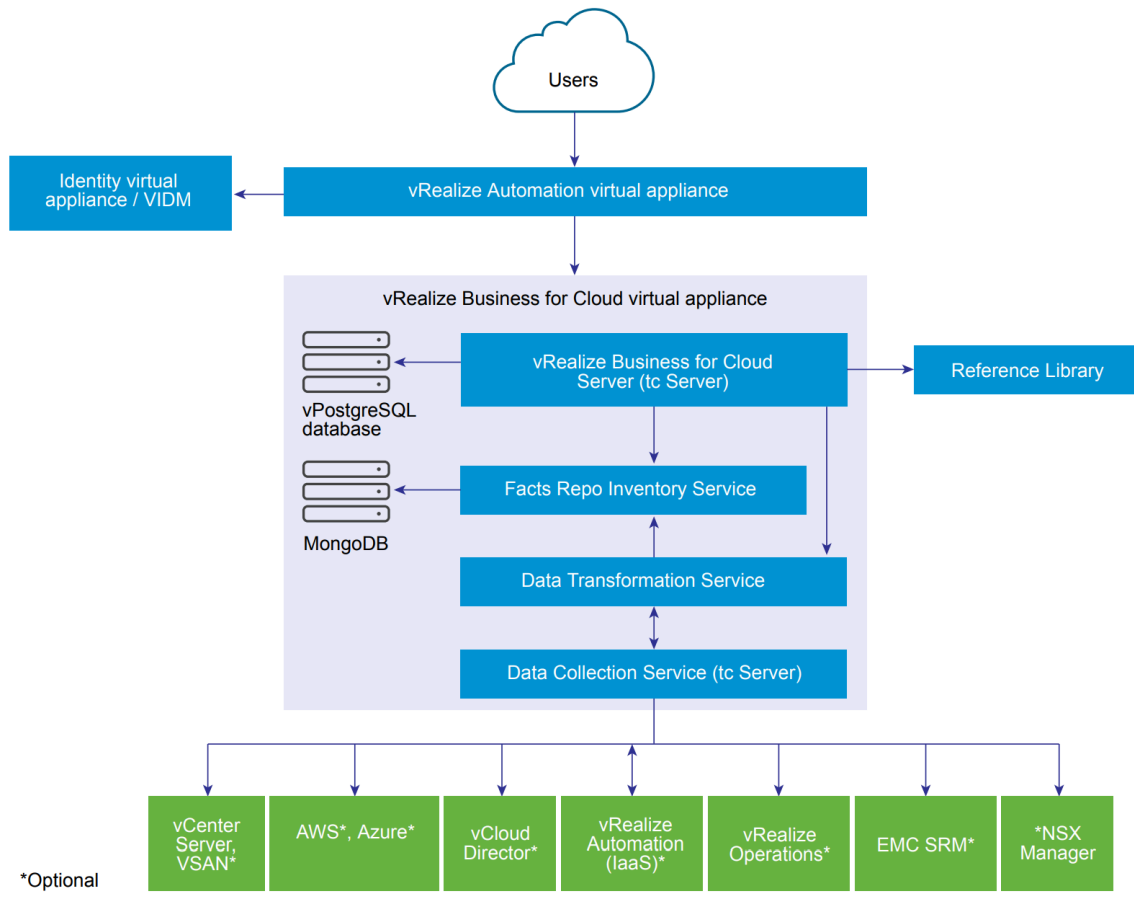 Users
Identity virtual
appliance / VIDM
vRealize Automation virtual appliance
vRealize Business for Cloud virtual appliance
vRealize Business for Cloud
Server (tc Server)
Reference Library
vPostgreSQL
database
Facts Repo Inventory Service
MongoDB
Data Transformation Service
Data Collection Service (tc Server)
vCenter
Server,
VSAN*
AWS*, Azure*
vCloud
Director*
vRealize
Automation
(IaaS)*
vRealize
Operations*
EMC SRM*
*NSX
Manager
*Optional